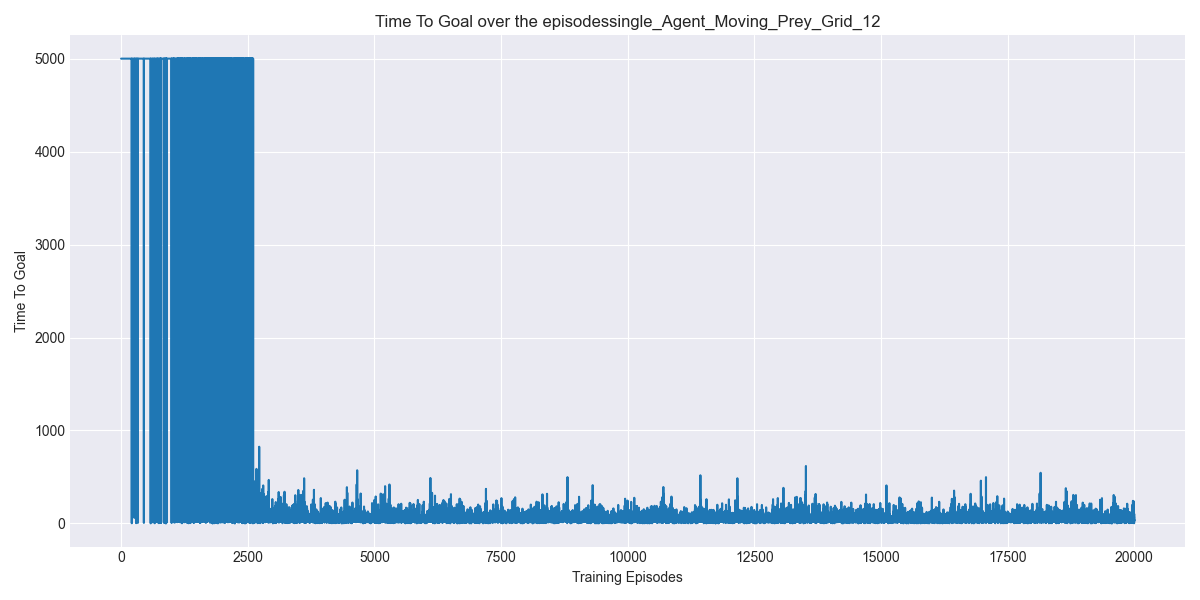 Time To Goal over the episodessingle_Agent_Moving_Prey_Grid_12
5000
4000
3000
2000
1000
0
Time To Goal
0 2500 5000 7500 10000 12500 15000 17500 20000
Training Episodes